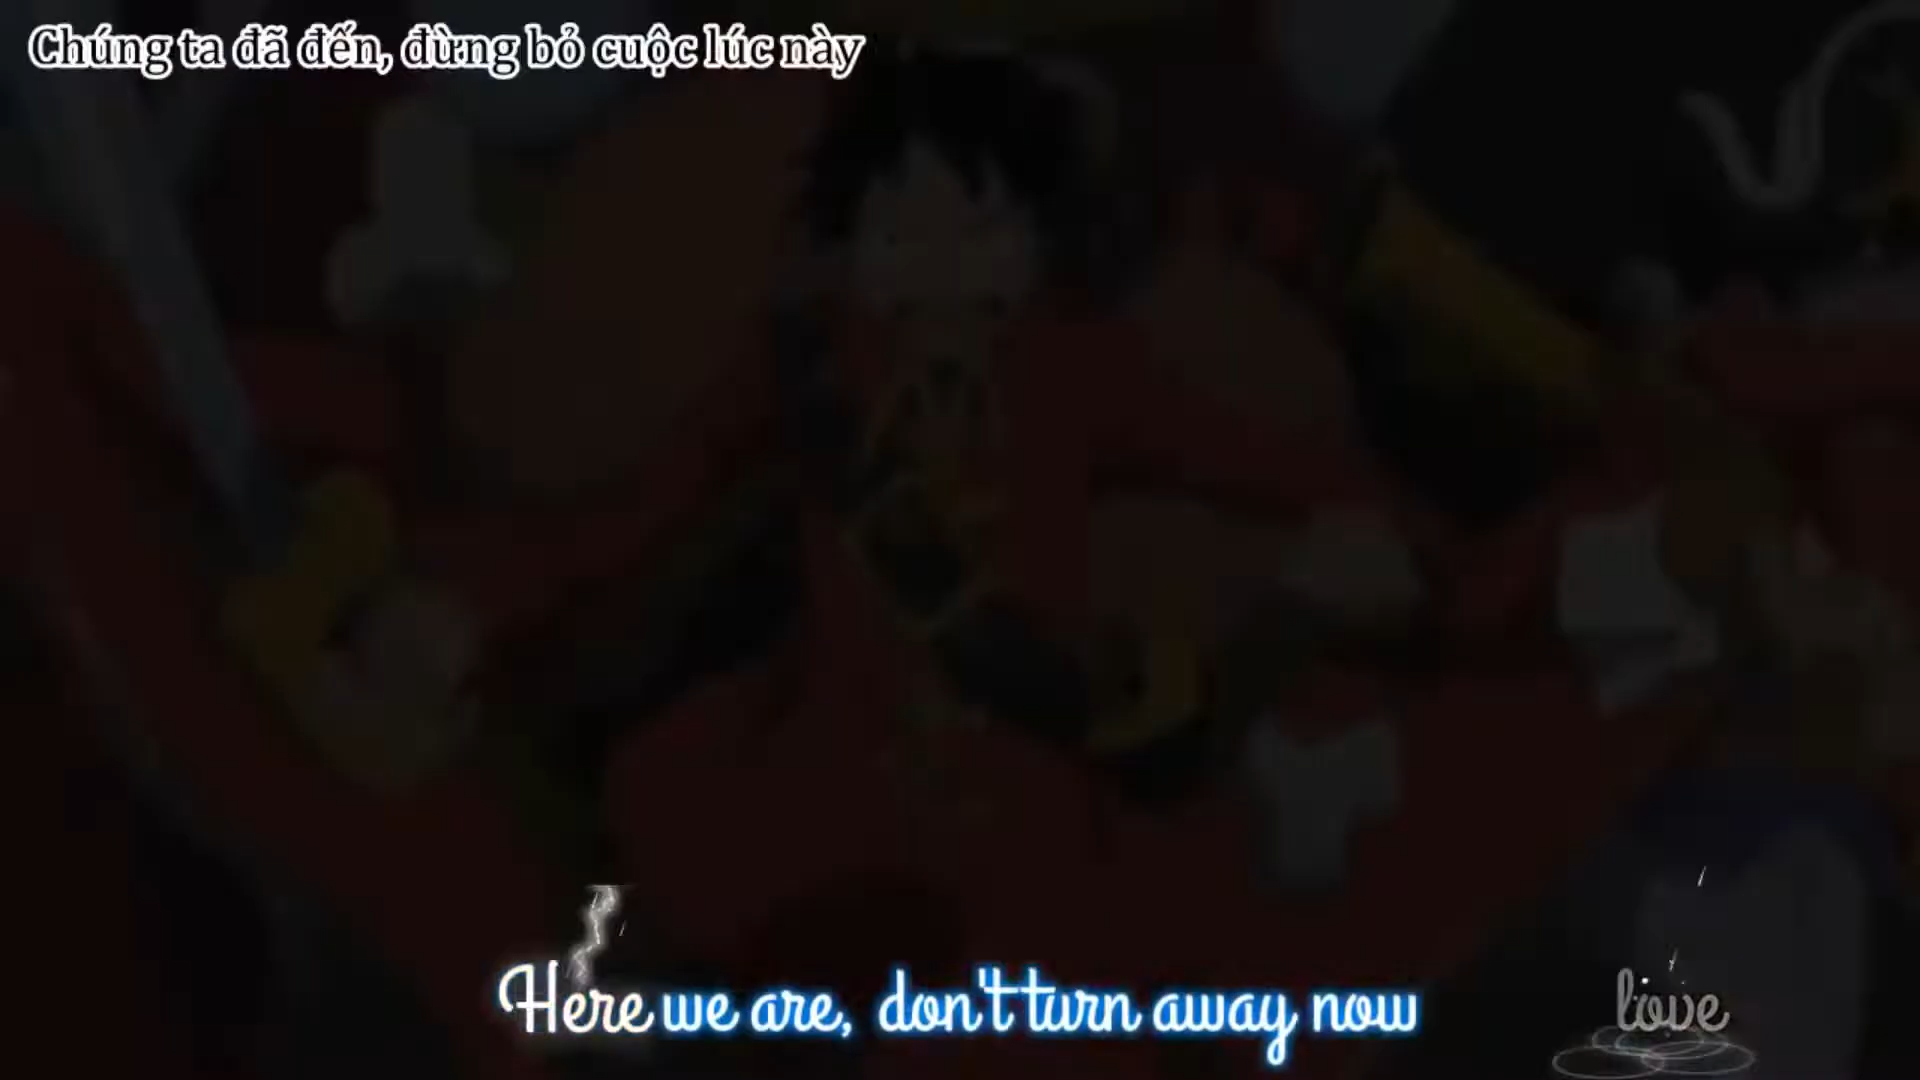 Chúng ta đã đến, đừng bỏ cuộc lúc này
Here we are, don't turn away now
love